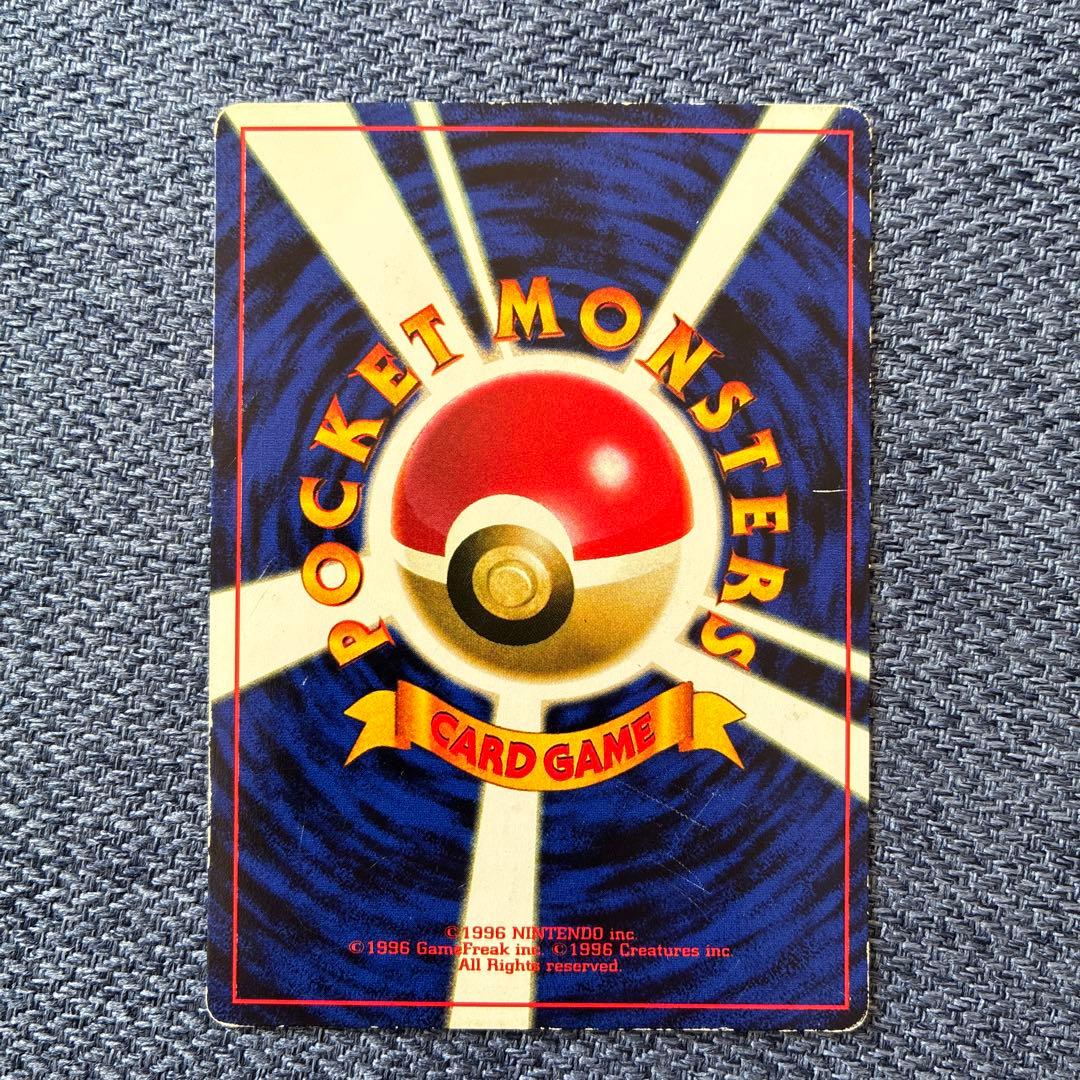 POCKET MONSTERS
CARD GAME
©1996 NINTENDO inc.
©1996 GameFreak inc. ©1996 Creatures inc.
All Rights reserved.